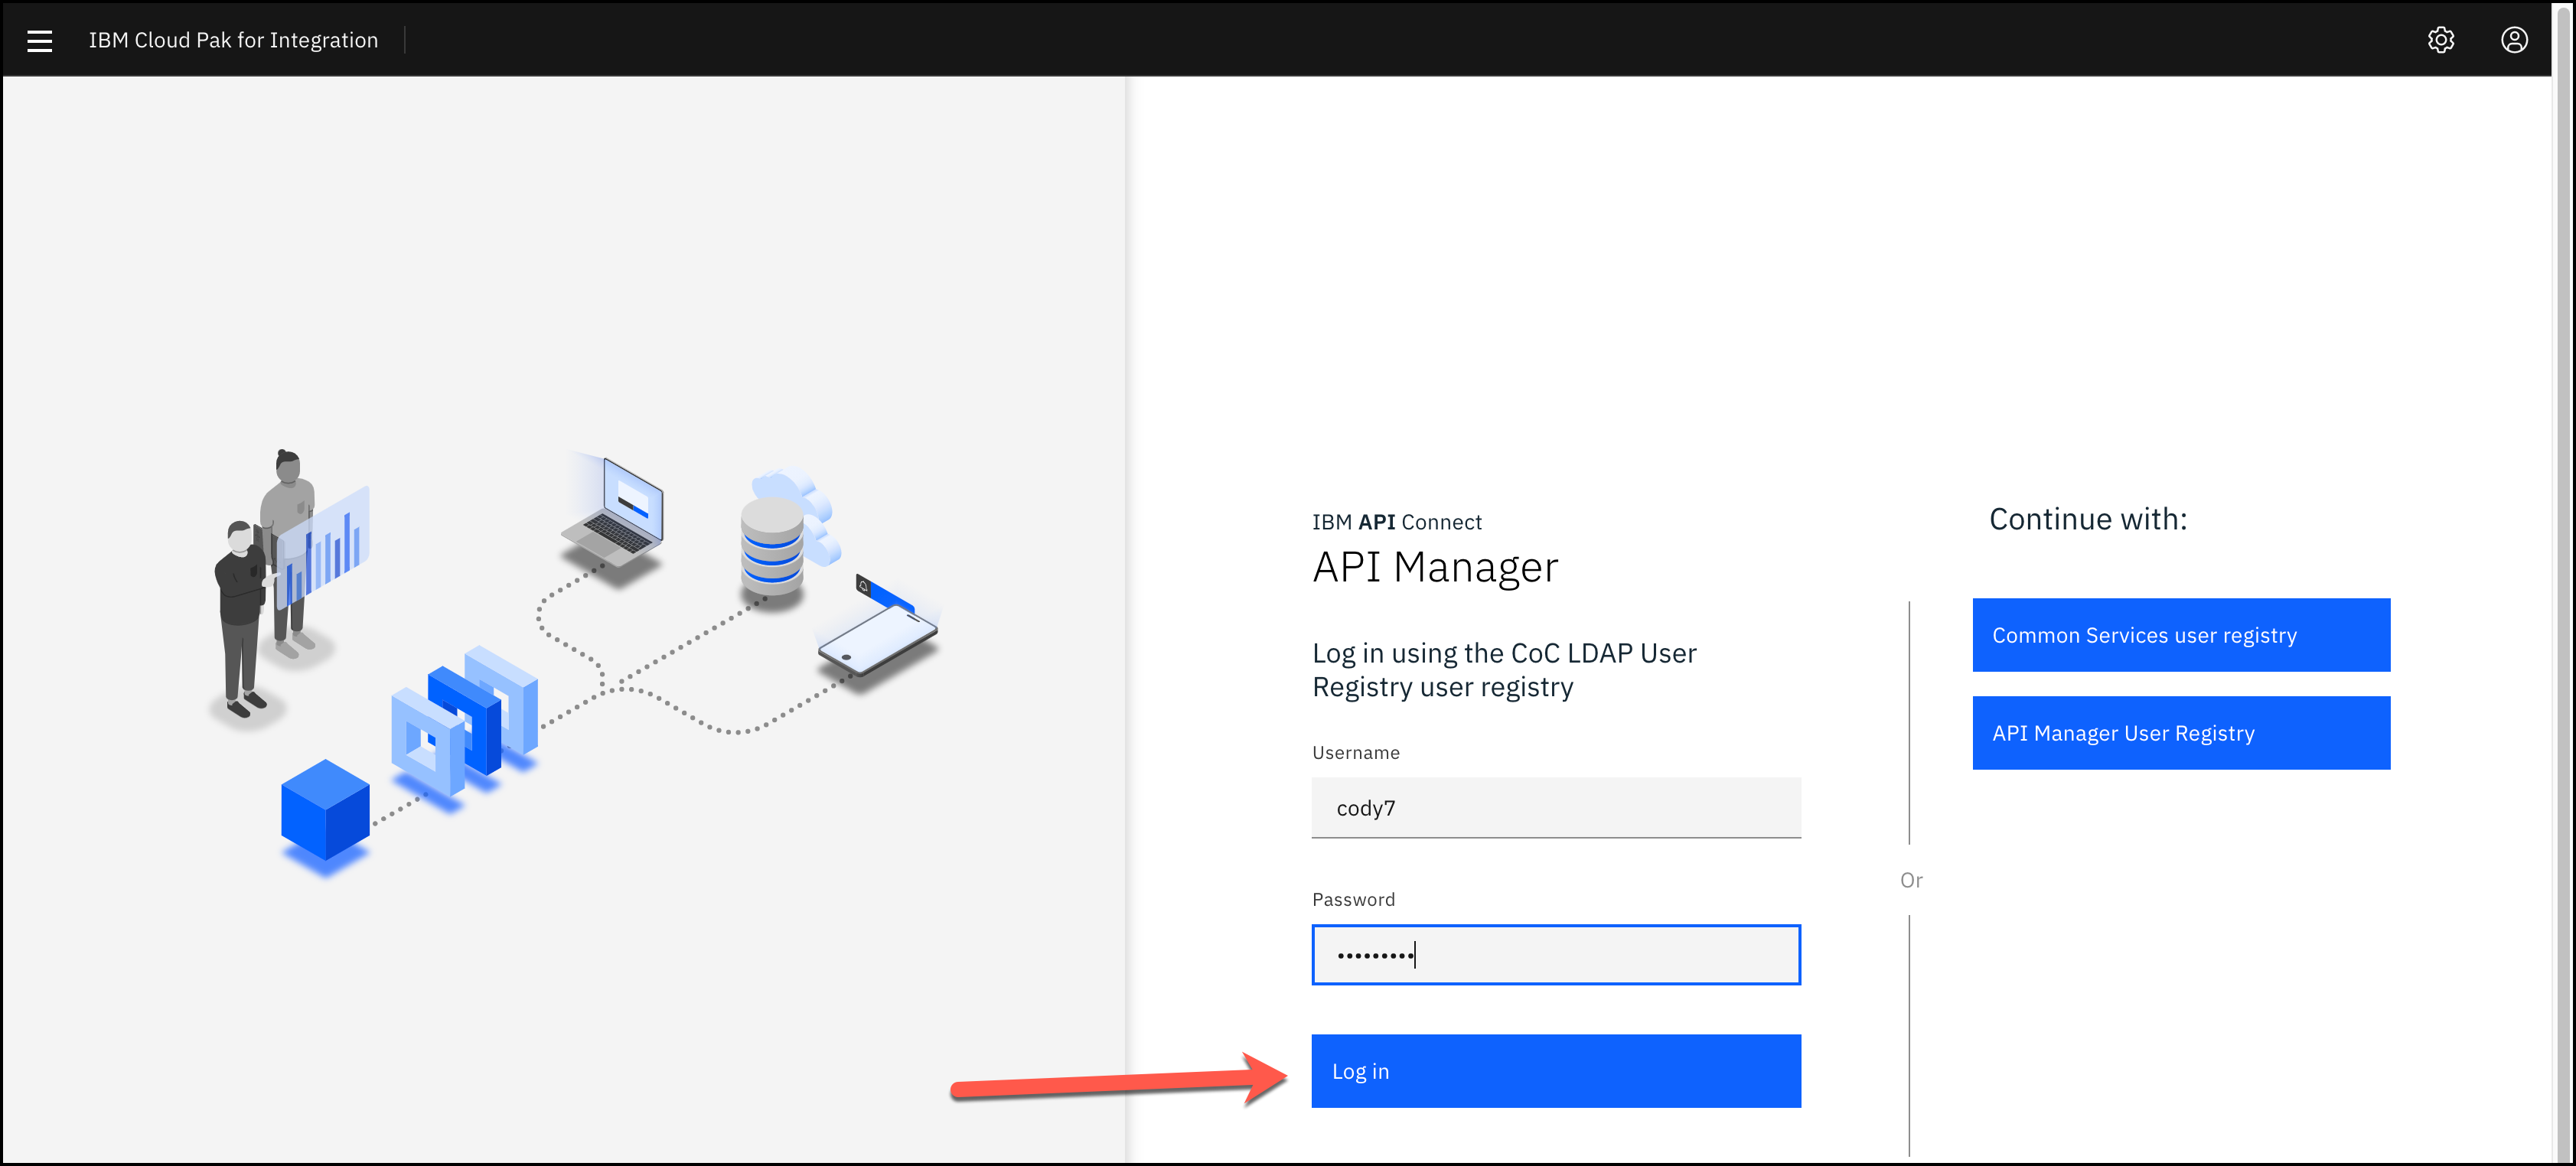 IBM Cloud Pak for Integration
IBM API Connect
API Manager
Log in using the CoC LDAP User
Registry user registry
Username
cody7
Password
•••••••••
Log in
Or
Continue with:
Common Services user registry
API Manager User Registry